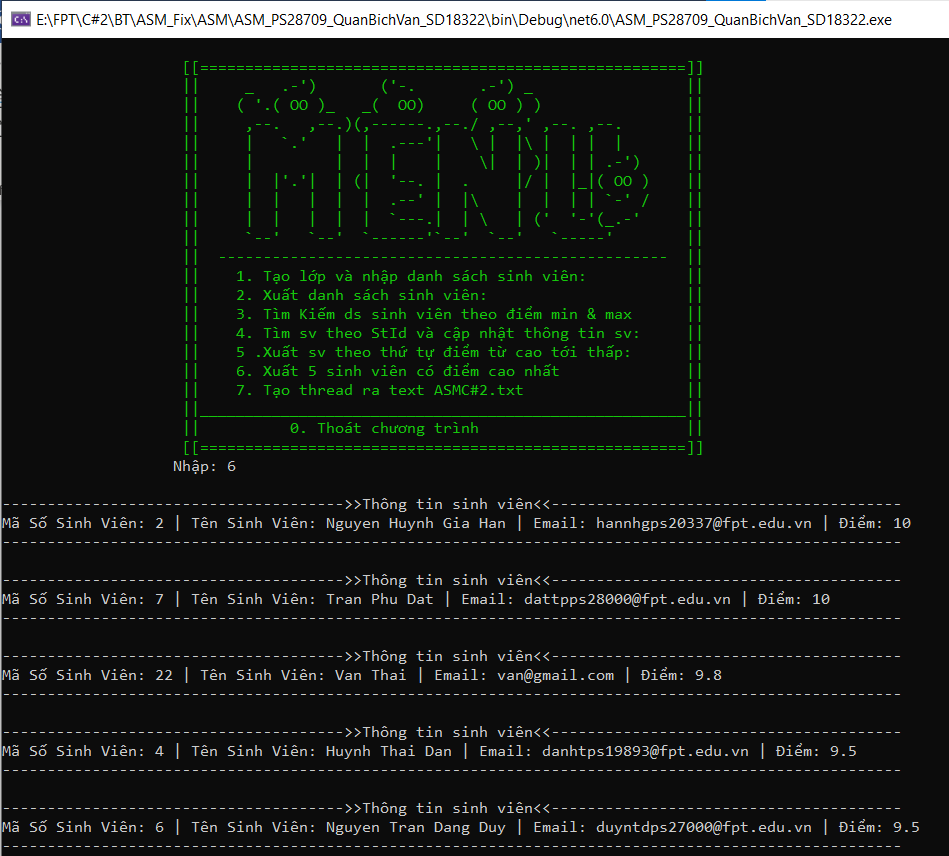 E:\FPT\C#2\BT\ASM_Fix\ASM\ASM_PS28709_QuanBichVan_SD18322\bin\Debug\net6.0\ASM_PS28709_QuanBichVan_SD18322.exe
MENU
1. Tạo lớp và nhập danh sách sinh viên:
2. Xuất danh sách sinh viên:
3. Tìm Kiếm ds sinh viên theo điểm min & max
4. Tìm sv theo StId và cập nhật thông tin sv:
5 .Xuất sv theo thứ tự điểm từ cao tới thấp:
6. Xuất 5 sinh viên có điểm cao nhất
7. Tạo thread ra text ASMC#2.txt
0. Thoát chương trình
Nhập: 6
-------------------------------------->>Thông tin sinh viên<<---------------------------------------
Mã Số Sinh Viên: 2 | Tên Sinh Viên: Nguyen Huynh Gia Han | Email: hannhgps20337@fpt.edu.vn | Điểm: 10
----------------------------------------------------------------------------------------------------
-------------------------------------->>Thông tin sinh viên<<---------------------------------------
Mã Số Sinh Viên: 7 | Tên Sinh Viên: Tran Phu Dat | Email: dattpps28000@fpt.edu.vn | Điểm: 10
----------------------------------------------------------------------------------------------------
-------------------------------------->>Thông tin sinh viên<<---------------------------------------
Mã Số Sinh Viên: 22 | Tên Sinh Viên: Van Thai | Email: van@gmail.com | Điểm: 9.8
----------------------------------------------------------------------------------------------------
-------------------------------------->>Thông tin sinh viên<<---------------------------------------
Mã Số Sinh Viên: 4 | Tên Sinh Viên: Huynh Thai Dan | Email: danhtps19893@fpt.edu.vn | Điểm: 9.5
----------------------------------------------------------------------------------------------------
-------------------------------------->>Thông tin sinh viên<<---------------------------------------
Mã Số Sinh Viên: 6 | Tên Sinh Viên: Nguyen Tran Dang Duy | Email: duyntdps27000@fpt.edu.vn | Điểm: 9.5
----------------------------------------------------------------------------------------------------